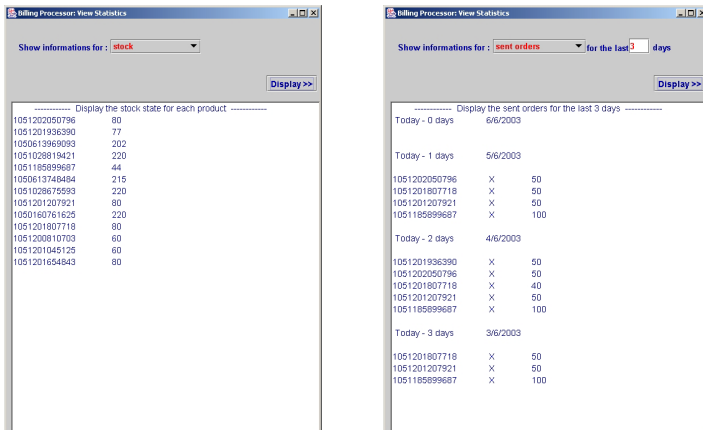 Billing Processor: View Statistics
Show informations for : stock
Display >>
------------ Display the stock state for each product ------------
1051202050796 80
1051201936390 77
1050613969093 202
1051028819421 220
1051185899687 44
1050613748484 215
1051028675593 220
1051201207921 80
1050160761625 220
1051201807718 80
1051200810703 60
1051201045125 60
1051201654843 80
Billing Processor: View Statistics
Show informations for : sent orders for the last 3 days
Display >>
------------ Display the sent orders for the last 3 days ------------
Today - 0 days 6/6/2003
Today - 1 days 5/6/2003
1051202050796 X 50
1051201807718 X 50
1051201207921 X 50
1051185899687 X 100
Today - 2 days 4/6/2003
1051201936390 X 50
1051202050796 X 50
1051201807718 X 40
1051201207921 X 50
1051185899687 X 100
Today - 3 days 3/6/2003
1051201807718 X 50
1051201207921 X 50
1051185899687 X 100